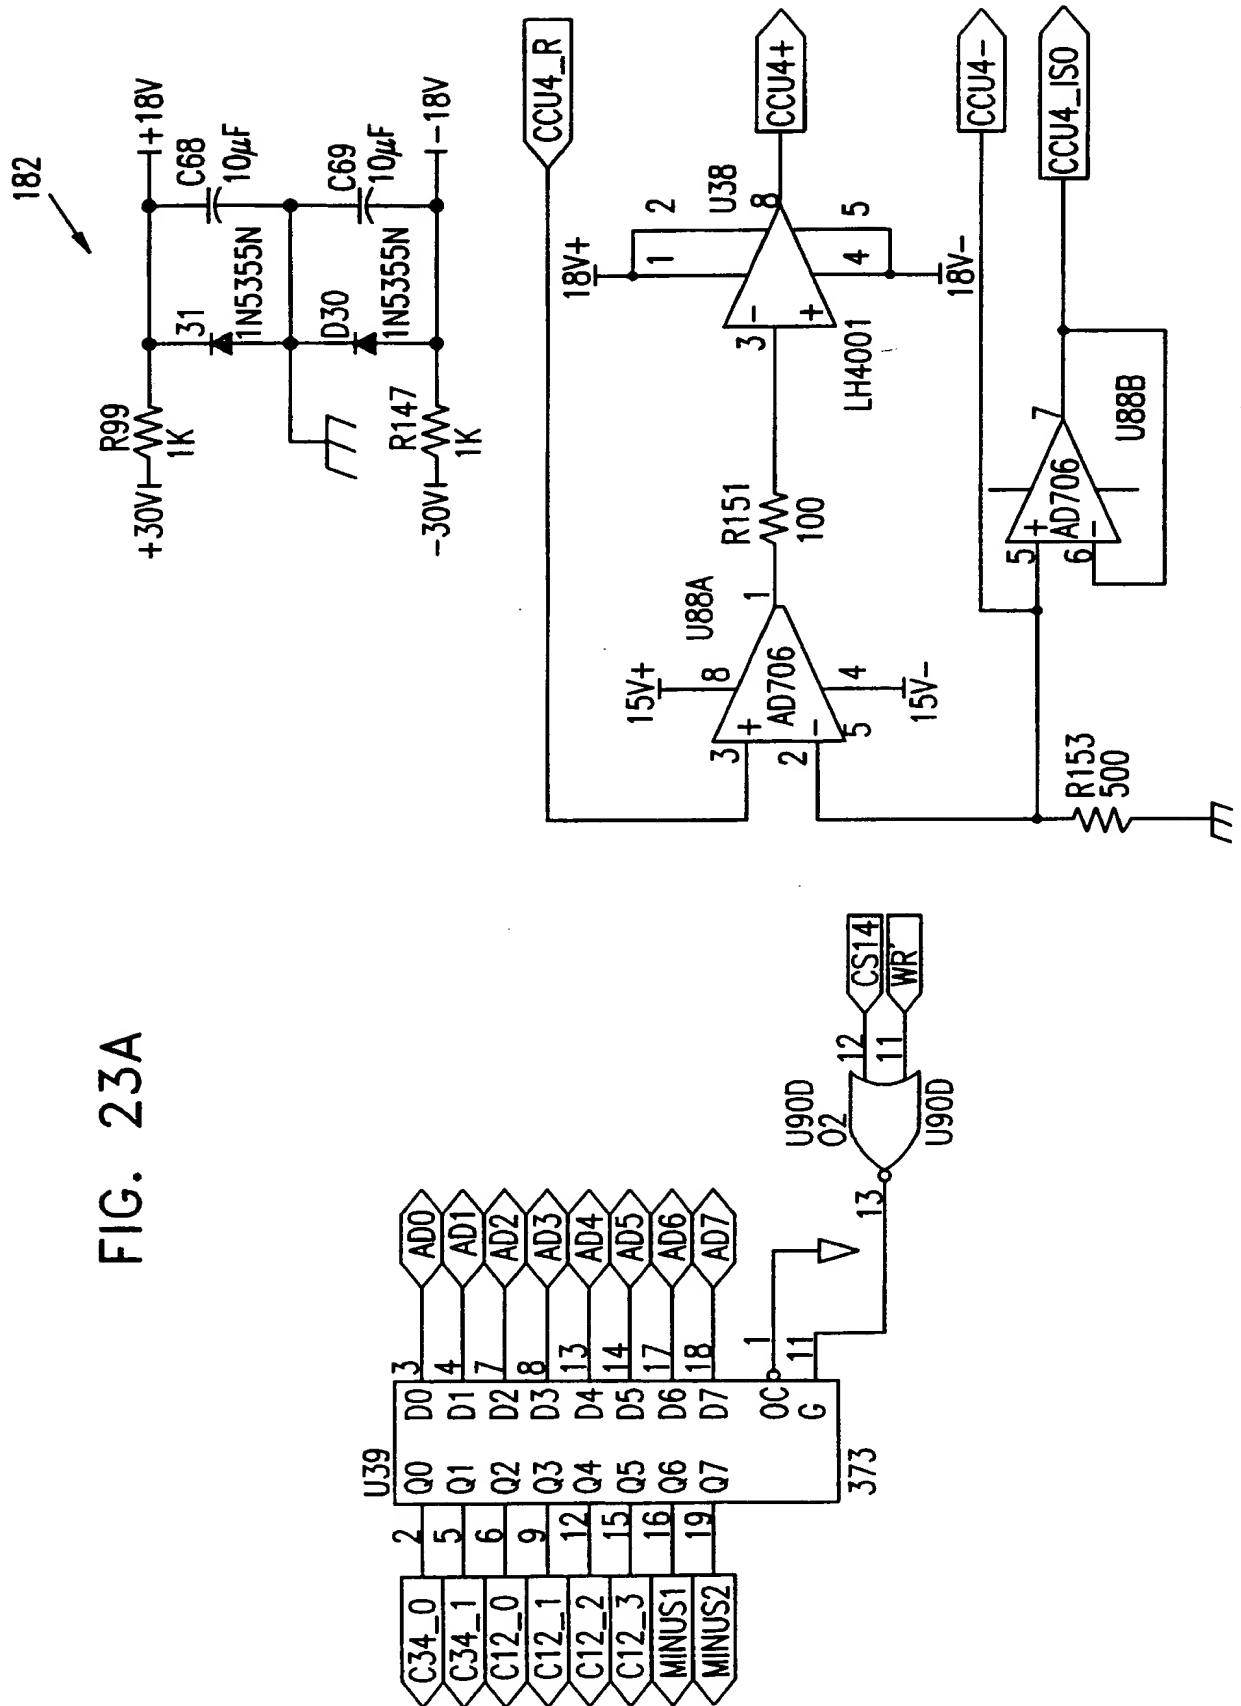 FIG. 23A
182
+30V
R99
1K
31
1N5355N
C68
10µF
+18V
D30
1N5355N
C69
10µF
-30V
R147
1K
-18V
CCU4_R
15V+
8
U88A
3
+
AD706
1
2
-
5
4
15V-
R151
100
18V+
1
2
U38
3
-
+
8
LH4001
4
5
18V-
CCU4+
CCU4-
CCU4_ISO
5
+
AD706
6
-
7
U88B
R153
500
U39
C34_0 2 Q0 D0 3 AD0
C34_1 5 Q1 D1 4 AD1
C12_0 6 Q2 D2 7 AD2
C12_1 9 Q3 D3 8 AD3
C12_2 12 Q4 D4 13 AD4
C12_3 15 Q5 D5 14 AD5
MINUS1 16 Q6 D6 17 AD6
MINUS2 19 Q7 D7 18 AD7
OC 1
G 11
373
U90D
02
13
12 CS14
11 WR
U90D